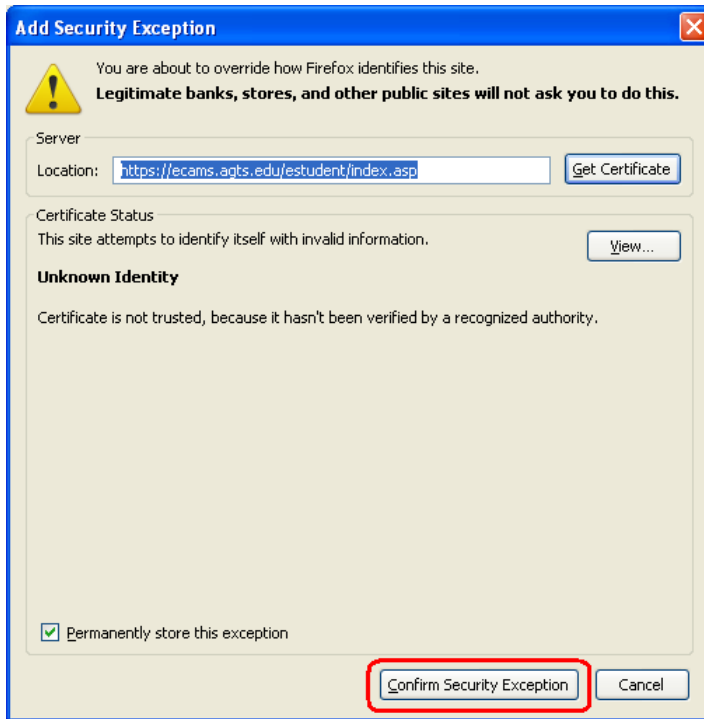 Add Security Exception
You are about to override how Firefox identifies this site.
Legitimate banks, stores, and other public sites will not ask you to do this.
Server
Location: https://ecams.agts.edu/estudent/index.asp Get Certificate
Certificate Status
This site attempts to identify itself with invalid information. View...
Unknown Identity
Certificate is not trusted, because it hasn't been verified by a recognized authority.
Permanently store this exception
Confirm Security Exception Cancel